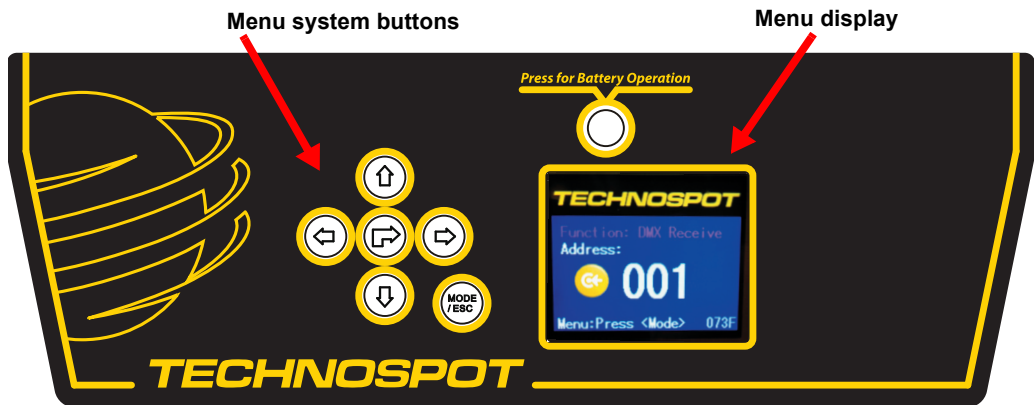 Menu system buttons
Menu display
Press for Battery Operation
TECHNOSPOT
Function: DMX Receive
Address:
001
Menu:Press <Mode> 073F
MODE
/ESC
TECHNOSPOT